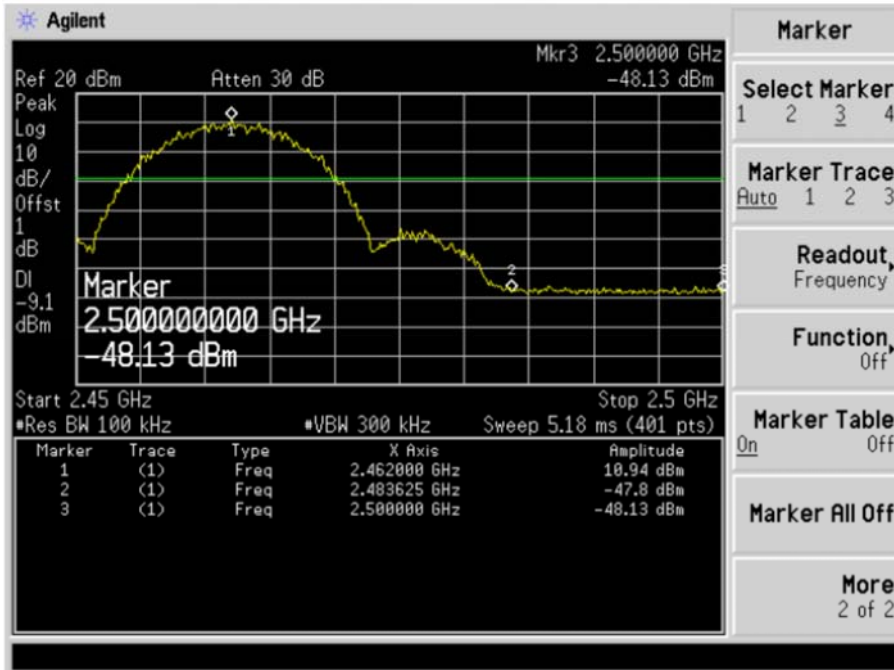 Agilent
Marker
Mkr3 2.500000 GHz
Ref 20 dBm Atten 30 dB -48.13 dBm
Peak
Log
10
dB/
Offst
1
dB
DI
-9.1
dBm
1
2
3
Marker
2.500000000 GHz
-48.13 dBm
Start 2.45 GHz Stop 2.5 GHz
#Res BW 100 kHz #VBW 300 kHz Sweep 5.18 ms (401 pts)
Marker Trace Type X Axis Amplitude
1 (1) Freq 2.462000 GHz 10.94 dBm
2 (1) Freq 2.483625 GHz -47.8 dBm
3 (1) Freq 2.500000 GHz -48.13 dBm
Select Marker
1 2 3 4
Marker Trace
Auto 1 2 3
Readout
Frequency
Function
Off
Marker Table
On Off
Marker All Off
More
2 of 2